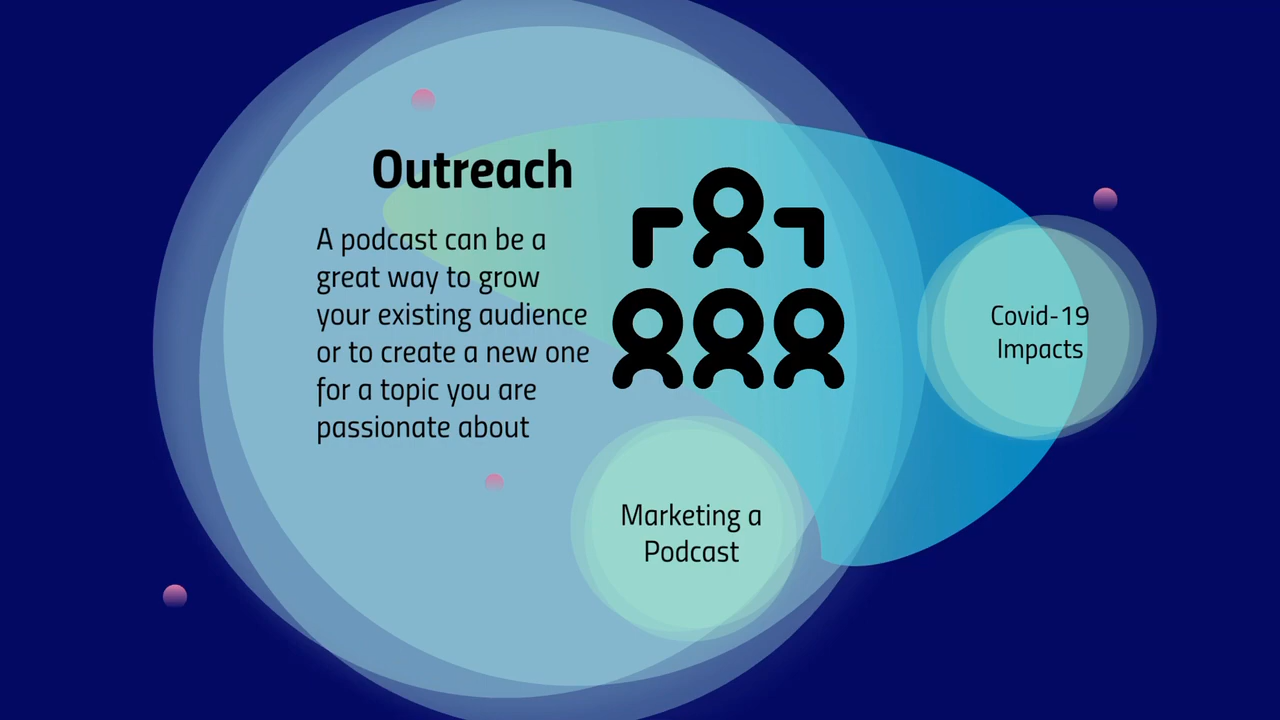 Outreach
A podcast can be a
great way to grow
your existing audience
or to create a new one
for a topic you are
passionate about
Covid-19
Impacts
Marketing a
Podcast